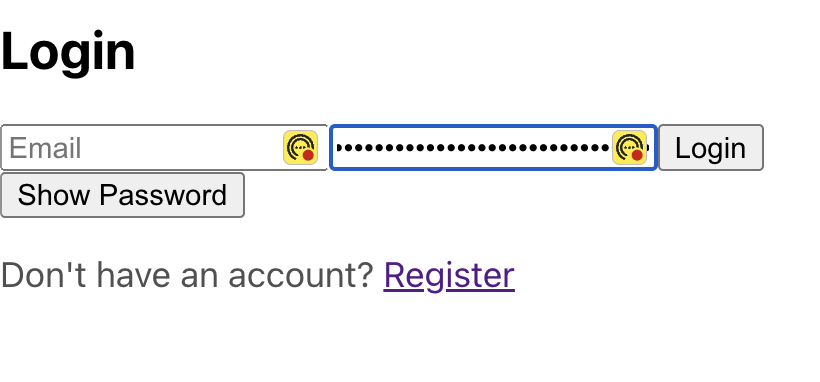 Login
Email •••••••••••••••••••••••••••• Login
Show Password
Don't have an account? Register